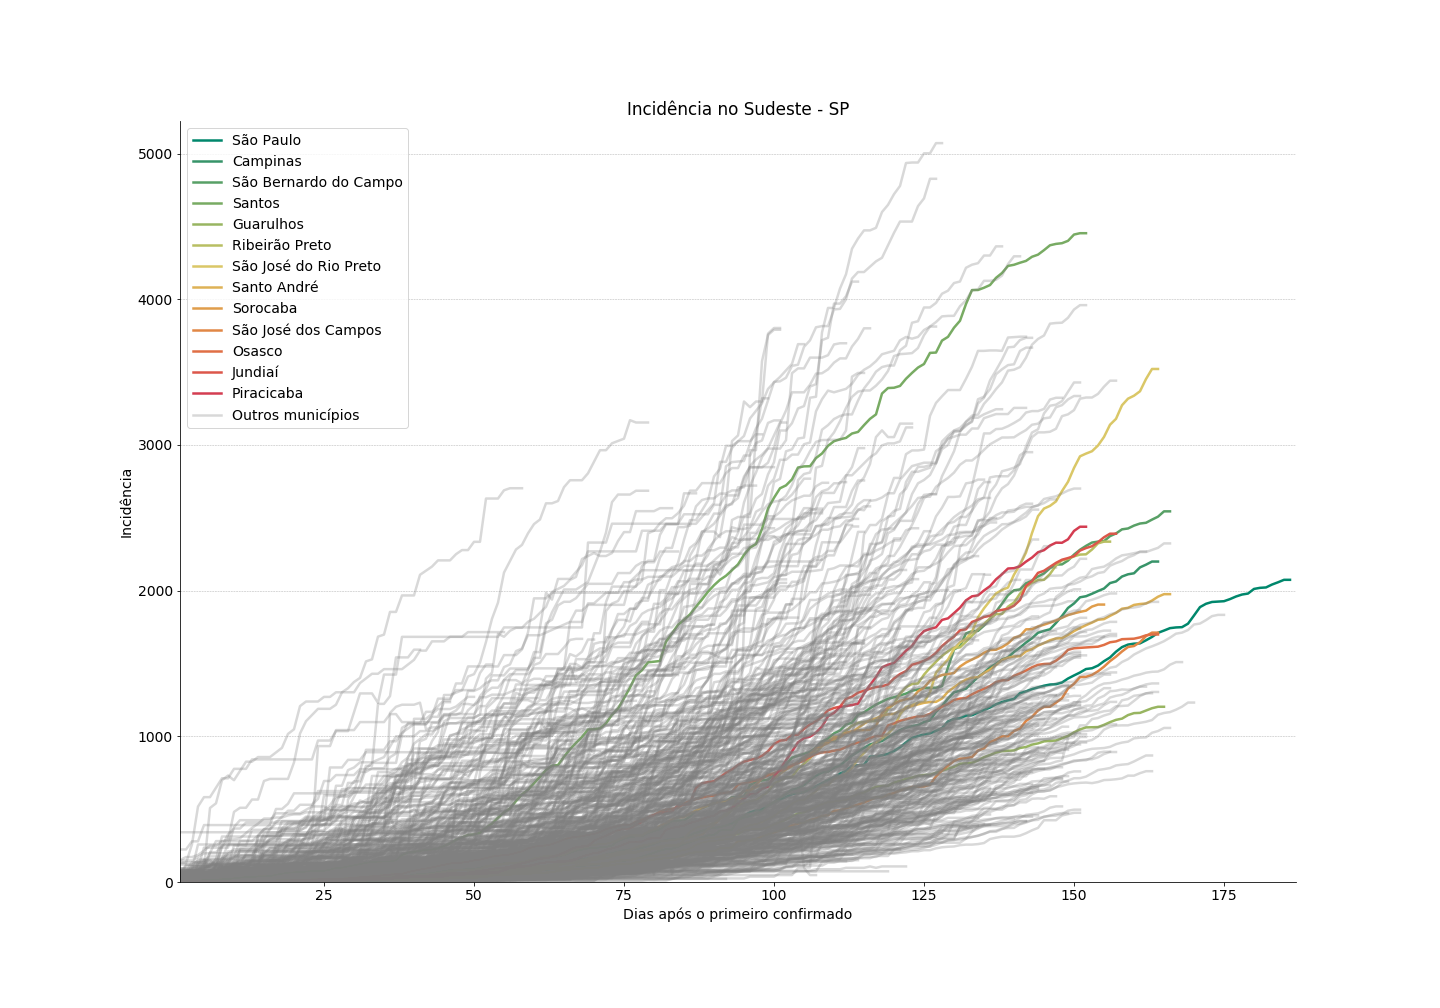 Incidência no Sudeste - SP
São Paulo
Campinas
São Bernardo do Campo
Santos
Guarulhos
Ribeirão Preto
São José do Rio Preto
Santo André
Sorocaba
São José dos Campos
Osasco
Jundiaí
Piracicaba
Outros municípios
5000
4000
3000
2000
1000
0
Incidência
25 50 75 100 125 150 175
Dias após o primeiro confirmado